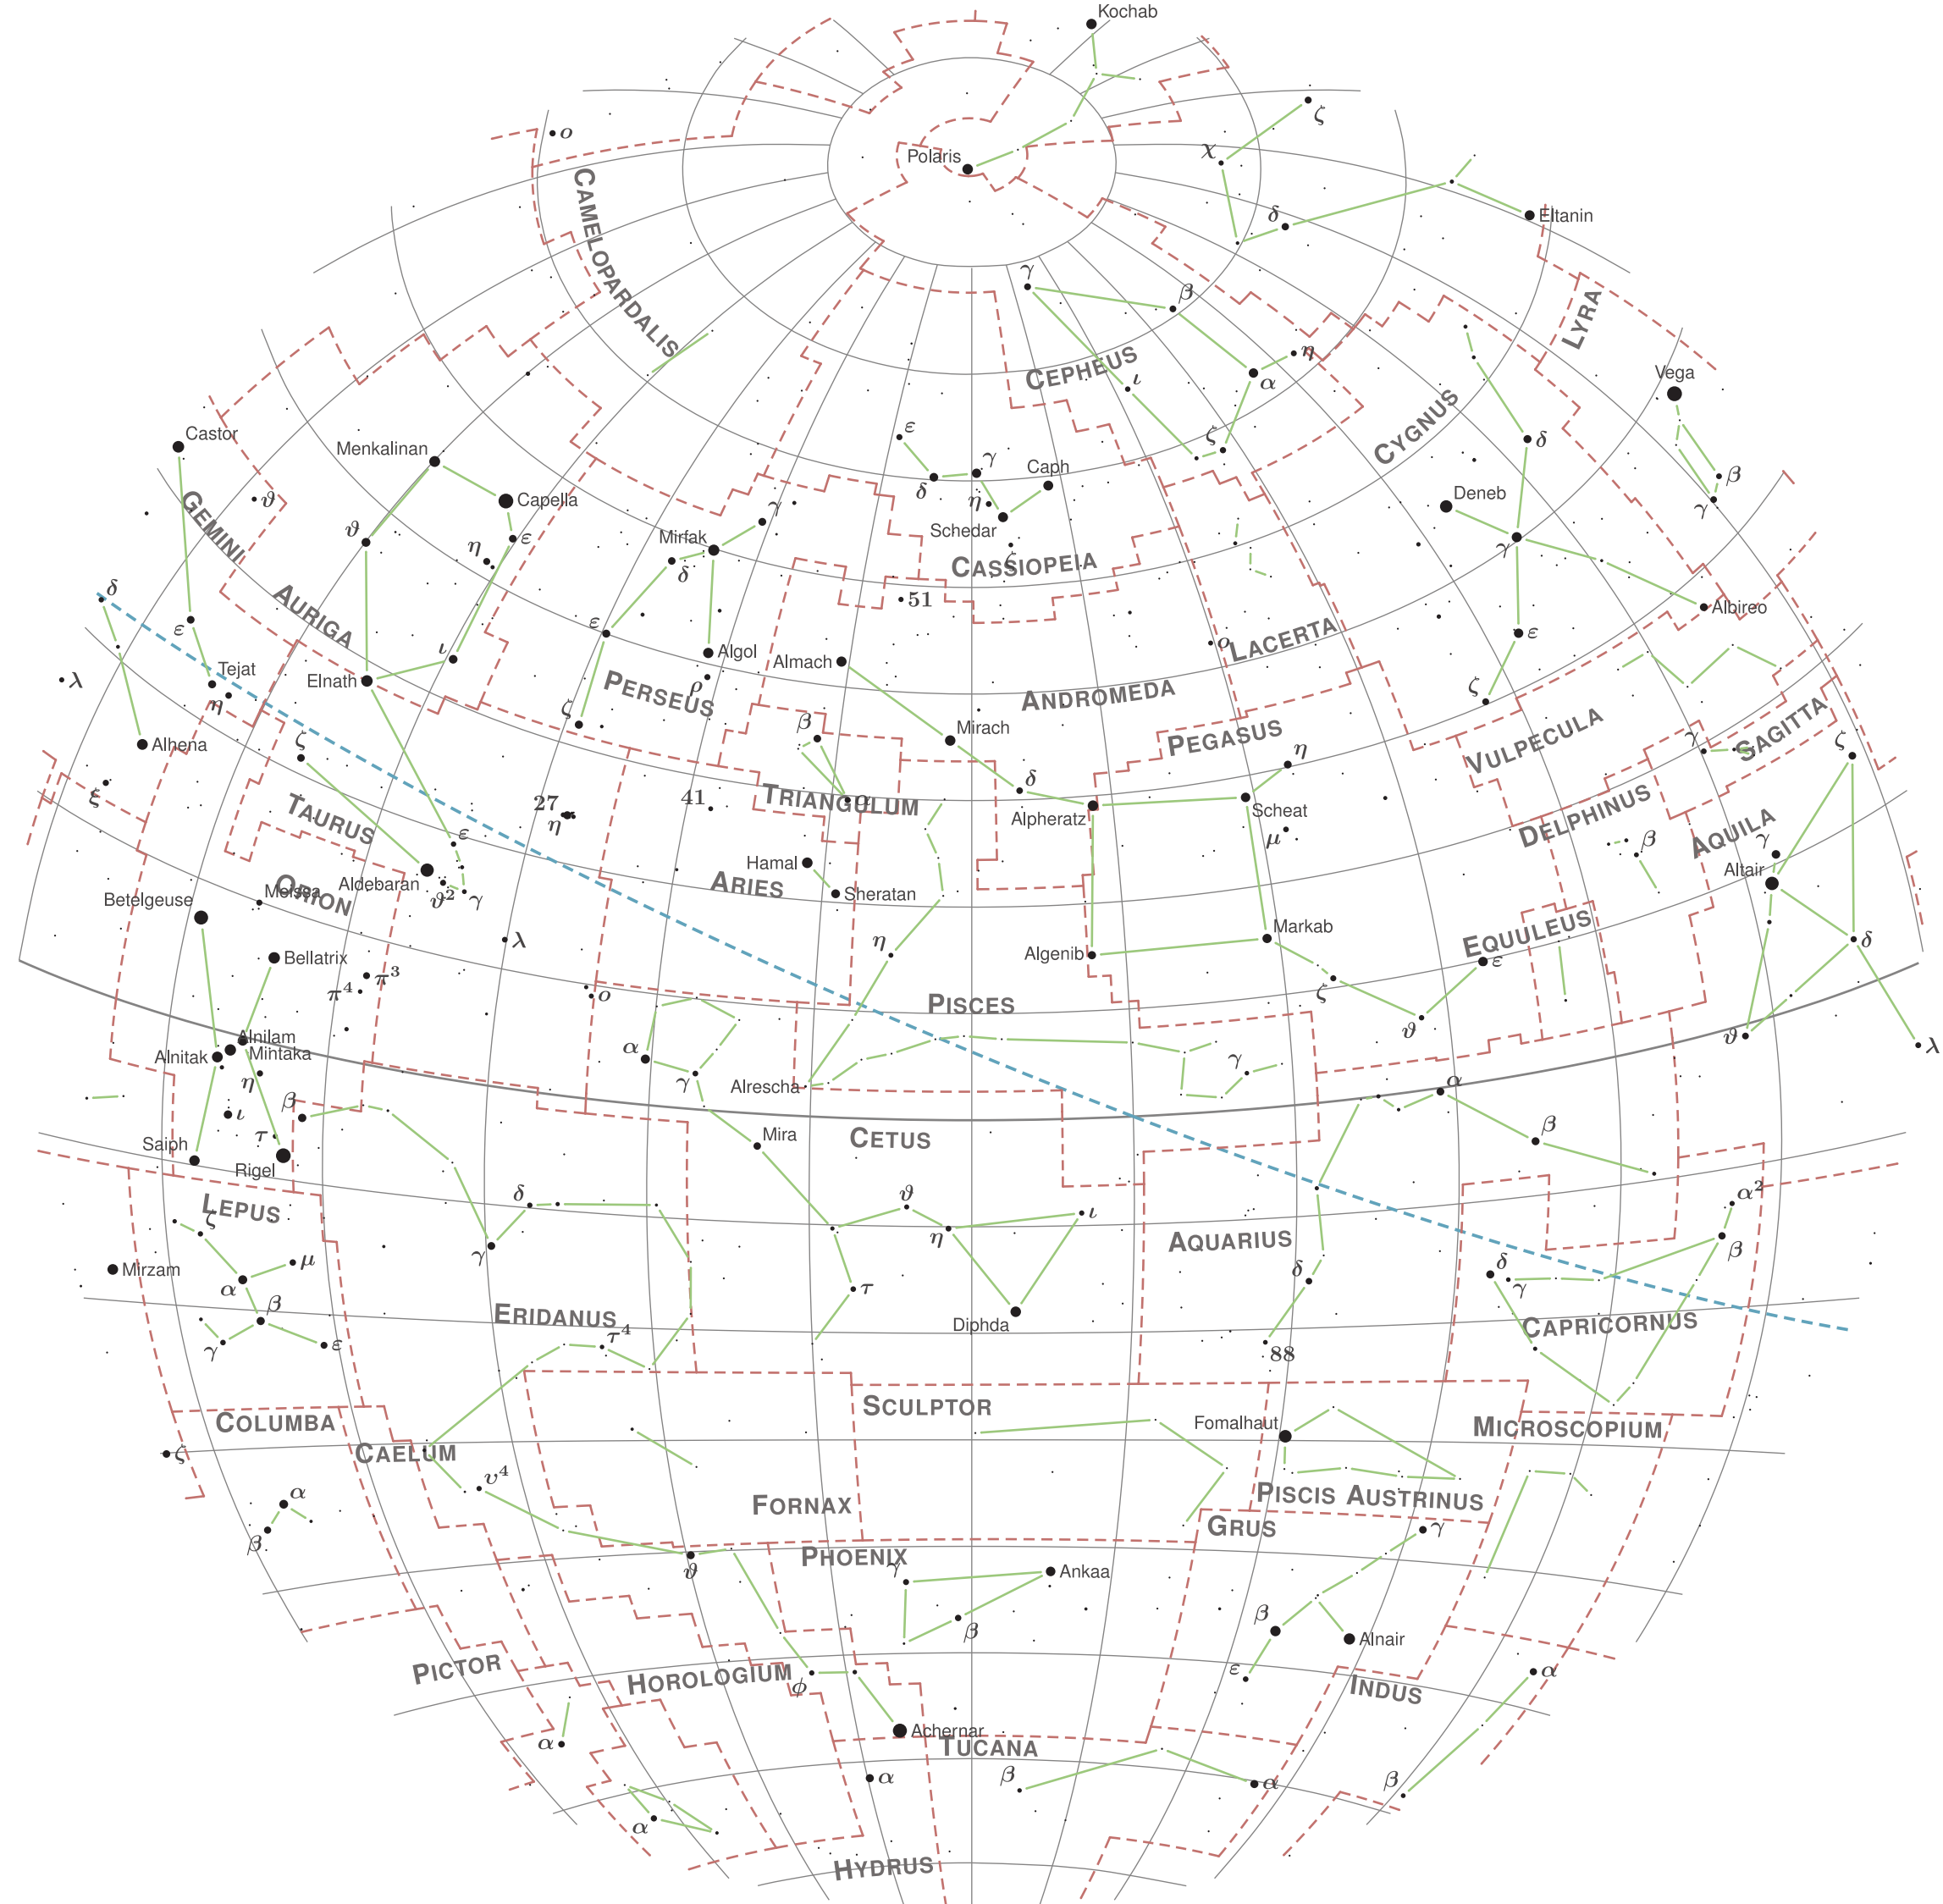 Kochab
ζ
ο
χ
Polaris
δ
Eltanin
CAMELOPARDALIS
γ
β
LYRA
CEPHEUS
η
ι
α
Vega
CYGNUS
Castor
ε
ζ
δ
Menkalinan
γ
Caph
β
GEMINI
ϑ
Capella
δ
η
Deneb
γ
γ
Schedar
ϑ
ε
Mirfak
η
δ
ζ
CASSIOPEIA
γ
δ
AURIGA
51
Albireo
ε
ε
ο
LACERTA
ε
ι
Algol
Almach
Tejat
λ
Elnath
ρ
PERSEUS
ANDROMEDA
ζ
η
ζ
β
Mirach
PEGASUS
VULPECULA
SAGITTA
Alhena
ζ
η
γ
ζ
δ
ξ
TAURUS
27
η
41
TRIANGULUM
α
Alpheratz
Scheat
μ
DELPHINUS
β
AQUILA
γ
ε
Hamal
Altair
ORION
Meissa
Aldebaran
ϑ2
γ
ARIES
Sheratan
Betelgeuse
λ
η
Algenib
Markab
EQUULEUS
δ
Bellatrix
π3
π4
ε
ζ
ο
PISCES
ϑ
ϑ
λ
Alnilam
Mintaka
Alnitak
α
γ
Alrescha
γ
α
η
ι
β
τ
Mira
CETUS
β
Saiph
Rigel
LEPUS
ζ
δ
ϑ
ι
α2
γ
η
AQUARIUS
β
Mirzam
μ
α
τ
δ
δ
γ
β
ERIDANUS
Diphda
CAPRICORNUS
γ
ε
τ4
88
COLUMBA
CAELUM
SCULPTOR
Fomalhaut
MICROSCOPIUM
ζ
υ4
α
FORNAX
PISCIS AUSTRINUS
β
GRUS
γ
PHOENIX
γ
Ankaa
ϑ
β
β
Alnair
PICTOR
HOROLOGIUM
ϕ
ε
INDUS
α
Achernar
α
TUCANA
α
β
α
β
α
HYDRUS